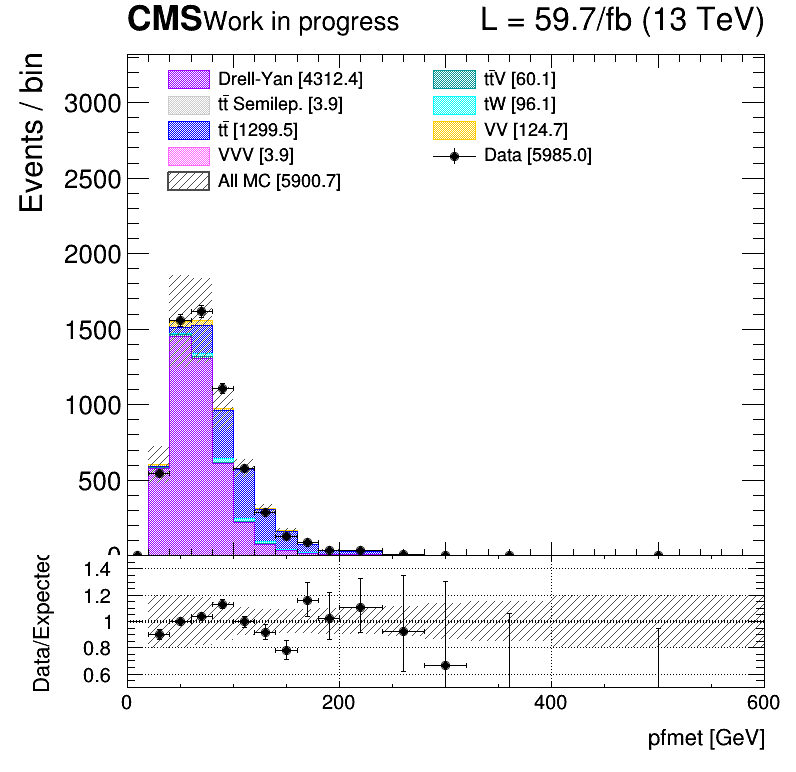 CMS Work in progress L = 59.7/fb (13 TeV)
Events / bin
Drell-Yan [4312.4]
tt̄ Semilep. [3.9]
tt̄ [1299.5]
VVV [3.9]
All MC [5900.7]
tt̄V [60.1]
tW [96.1]
VV [124.7]
Data [5985.0]
3000
2500
2000
1500
1000
500
0
Data/Expected
1.4
1.2
1
0.8
0.6
0 200 400 600
pfmet [GeV]